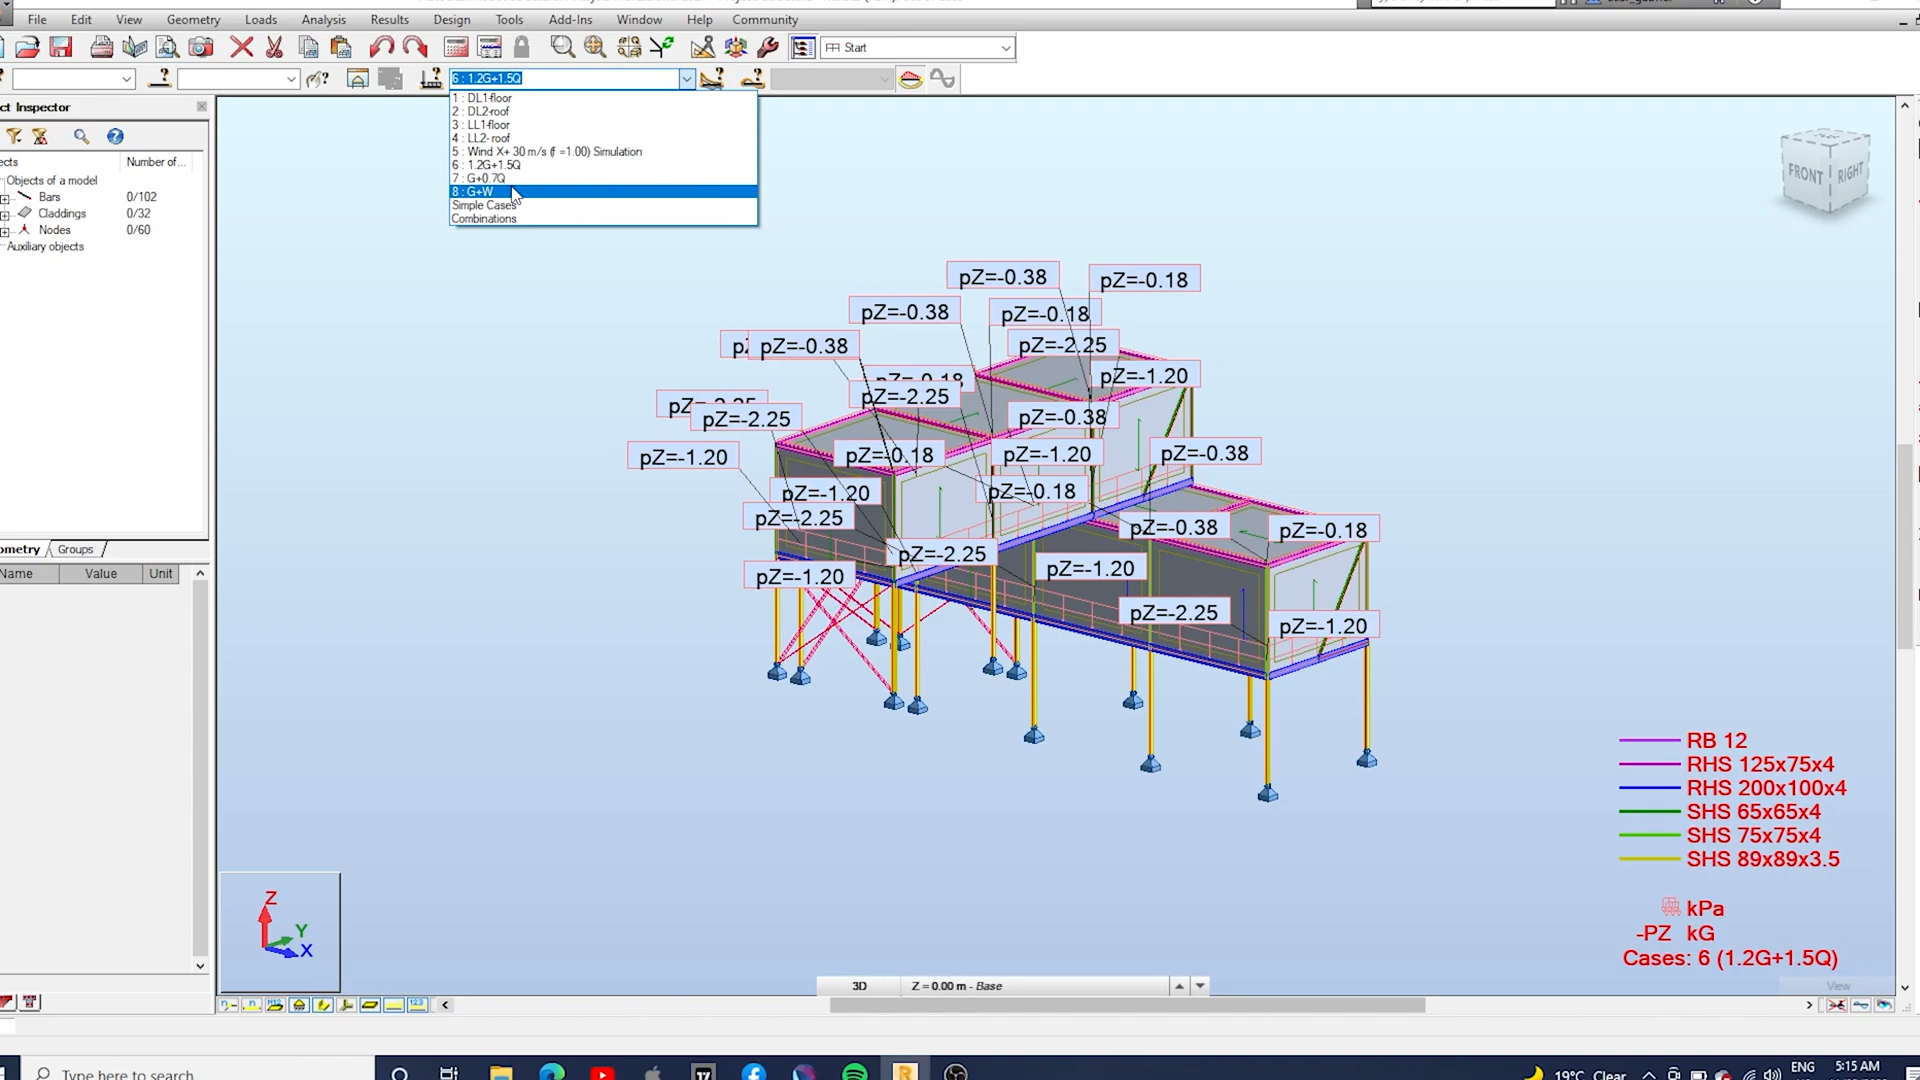 File Edit View Geometry Loads Analysis Results Design Tools Add-Ins Window Help Community
Start
6 : 1.2G+1.5Q
1 : DL1-floor
2 : DL2-roof
3 : LL1-floor
4 : LL2- roof
5 : Wind X+ 30 m/s (f =1.00) Simulation
6 : 1.2G+1.5Q
7 : G+0.7Q
8 : G+W
Simple Cases
Combinations
ct Inspector
ects Number of...
Objects of a model
Bars 0/102
Claddings 0/32
Nodes 0/60
Auxiliary objects
ometry Groups
Name Value Unit
FRONT RIGHT
pZ=-0.38
pZ=-0.18
pZ=-0.38
pZ=-0.18
pZ=-0.38
pZ=-2.25
pZ=-1.20
pZ=-0.18
pZ=-2.25
pZ=-2.25
pZ=-2.25
pZ=-0.38
pZ=-1.20
pZ=-0.18
pZ=-1.20
pZ=-0.38
pZ=-1.20
pZ=-0.18
pZ=-2.25
pZ=-0.38
pZ=-0.18
pZ=-2.25
pZ=-1.20
pZ=-1.20
pZ=-2.25
pZ=-1.20
RB 12
RHS 125x75x4
RHS 200x100x4
SHS 65x65x4
SHS 75x75x4
SHS 89x89x3.5
kPa
-PZ kG
Cases: 6 (1.2G+1.5Q)
Z
Y
X
3D Z = 0.00 m - Base
View
Type here to search
19°C Clear
ENG
5:15 AM